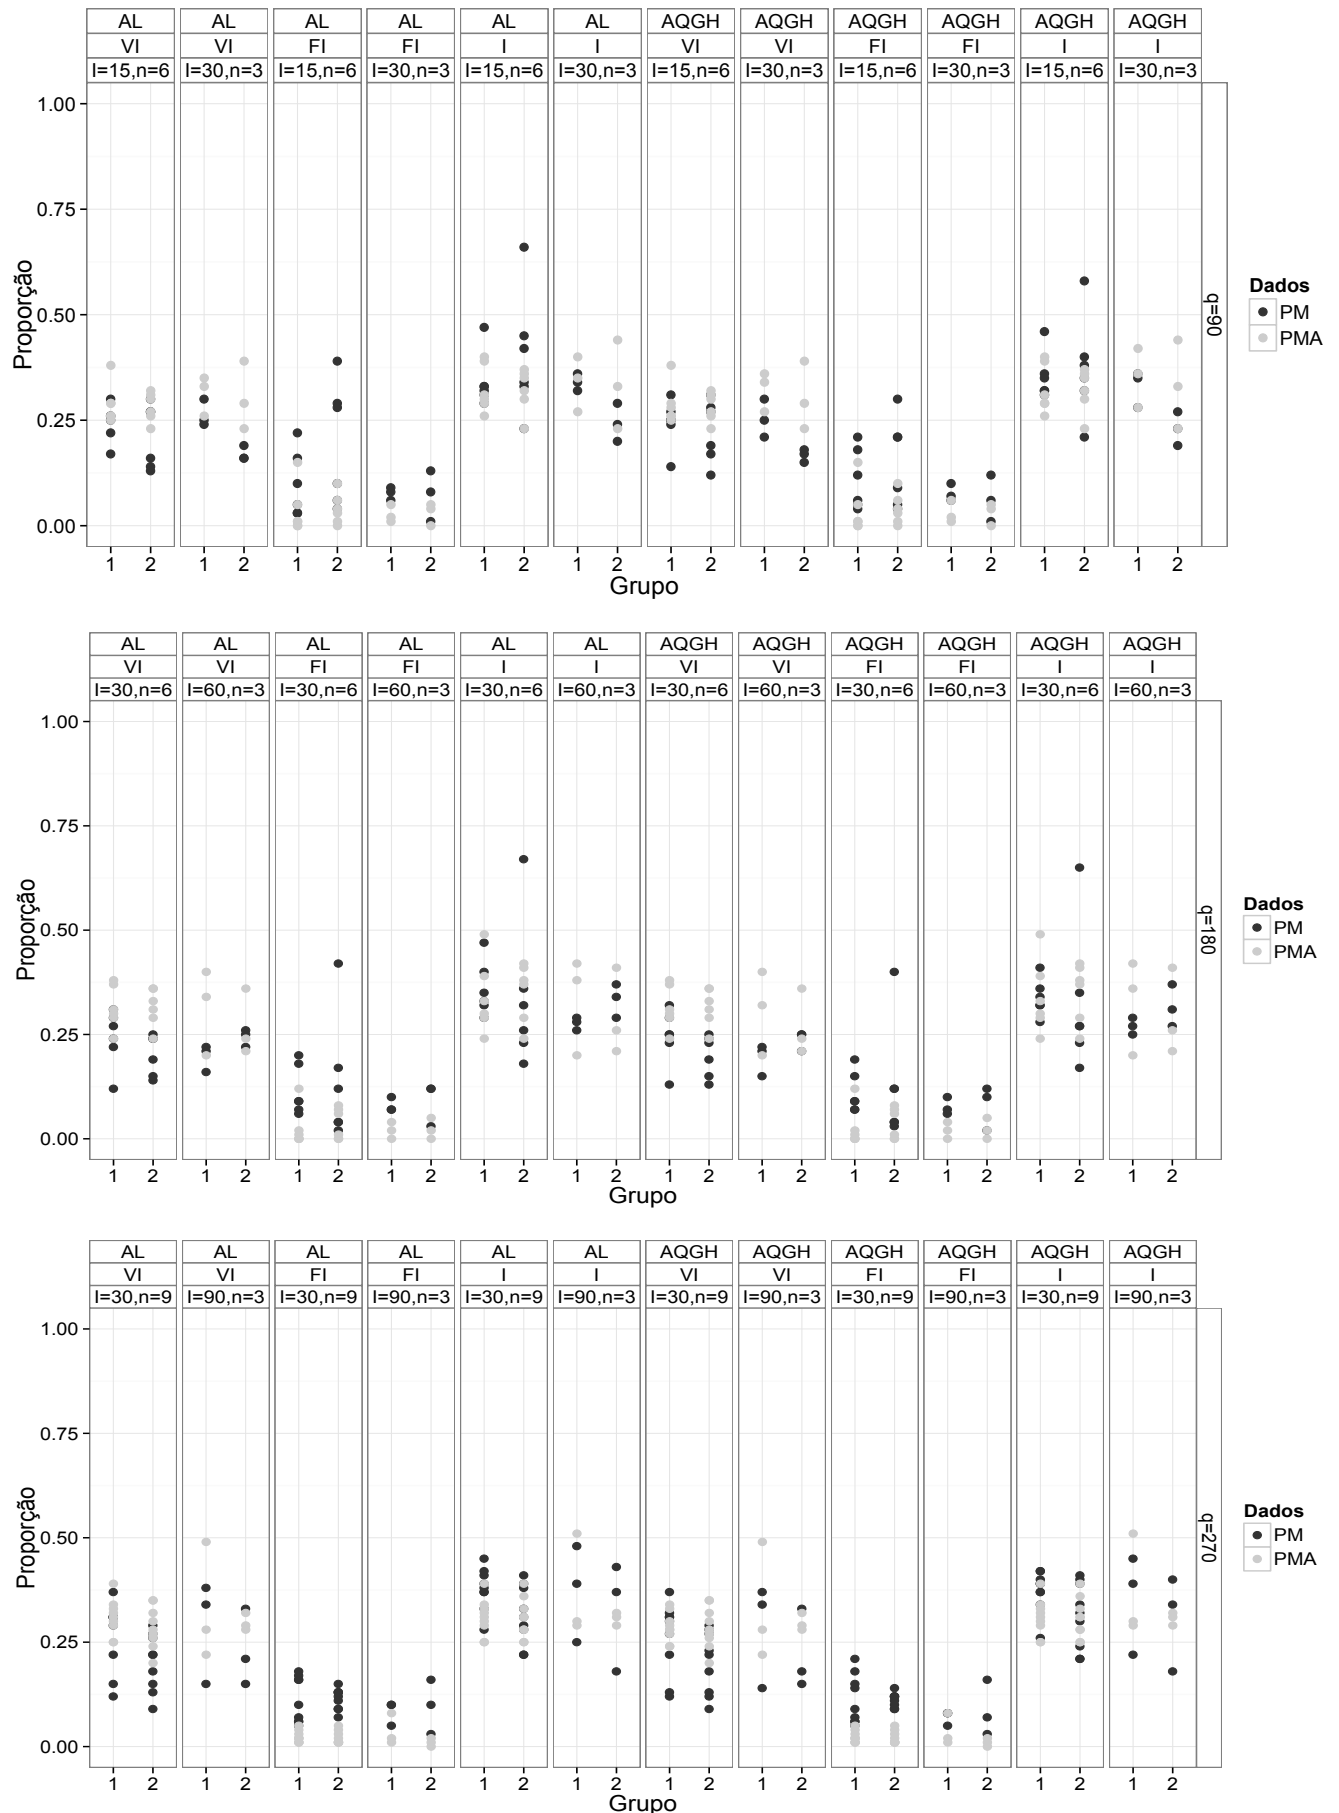 AL AL AL AL AL AL AQGH AQGH AQGH AQGH AQGH AQGH
VI VI FI FI I I VI VI FI FI I I
I=15,n=6 I=30,n=3 I=15,n=6 I=30,n=3 I=15,n=6 I=30,n=3 I=15,n=6 I=30,n=3 I=15,n=6 I=30,n=3 I=15,n=6 I=30,n=3
1.00
0.75
0.50
0.25
0.00
Proporção
q=90
Dados
PM
PMA
1 2 1 2 1 2 1 2 1 2 1 2 1 2 1 2 1 2 1 2 1 2 1 2
Grupo
AL AL AL AL AL AL AQGH AQGH AQGH AQGH AQGH AQGH
VI VI FI FI I I VI VI FI FI I I
I=30,n=6 I=60,n=3 I=30,n=6 I=60,n=3 I=30,n=6 I=60,n=3 I=30,n=6 I=60,n=3 I=30,n=6 I=60,n=3 I=30,n=6 I=60,n=3
1.00
0.75
0.50
0.25
0.00
Proporção
q=180
Dados
PM
PMA
1 2 1 2 1 2 1 2 1 2 1 2 1 2 1 2 1 2 1 2 1 2 1 2
Grupo
AL AL AL AL AL AL AQGH AQGH AQGH AQGH AQGH AQGH
VI VI FI FI I I VI VI FI FI I I
I=30,n=9 I=90,n=3 I=30,n=9 I=90,n=3 I=30,n=9 I=90,n=3 I=30,n=9 I=90,n=3 I=30,n=9 I=90,n=3 I=30,n=9 I=90,n=3
1.00
0.75
0.50
0.25
0.00
Proporção
q=270
Dados
PM
PMA
1 2 1 2 1 2 1 2 1 2 1 2 1 2 1 2 1 2 1 2 1 2 1 2
Grupo